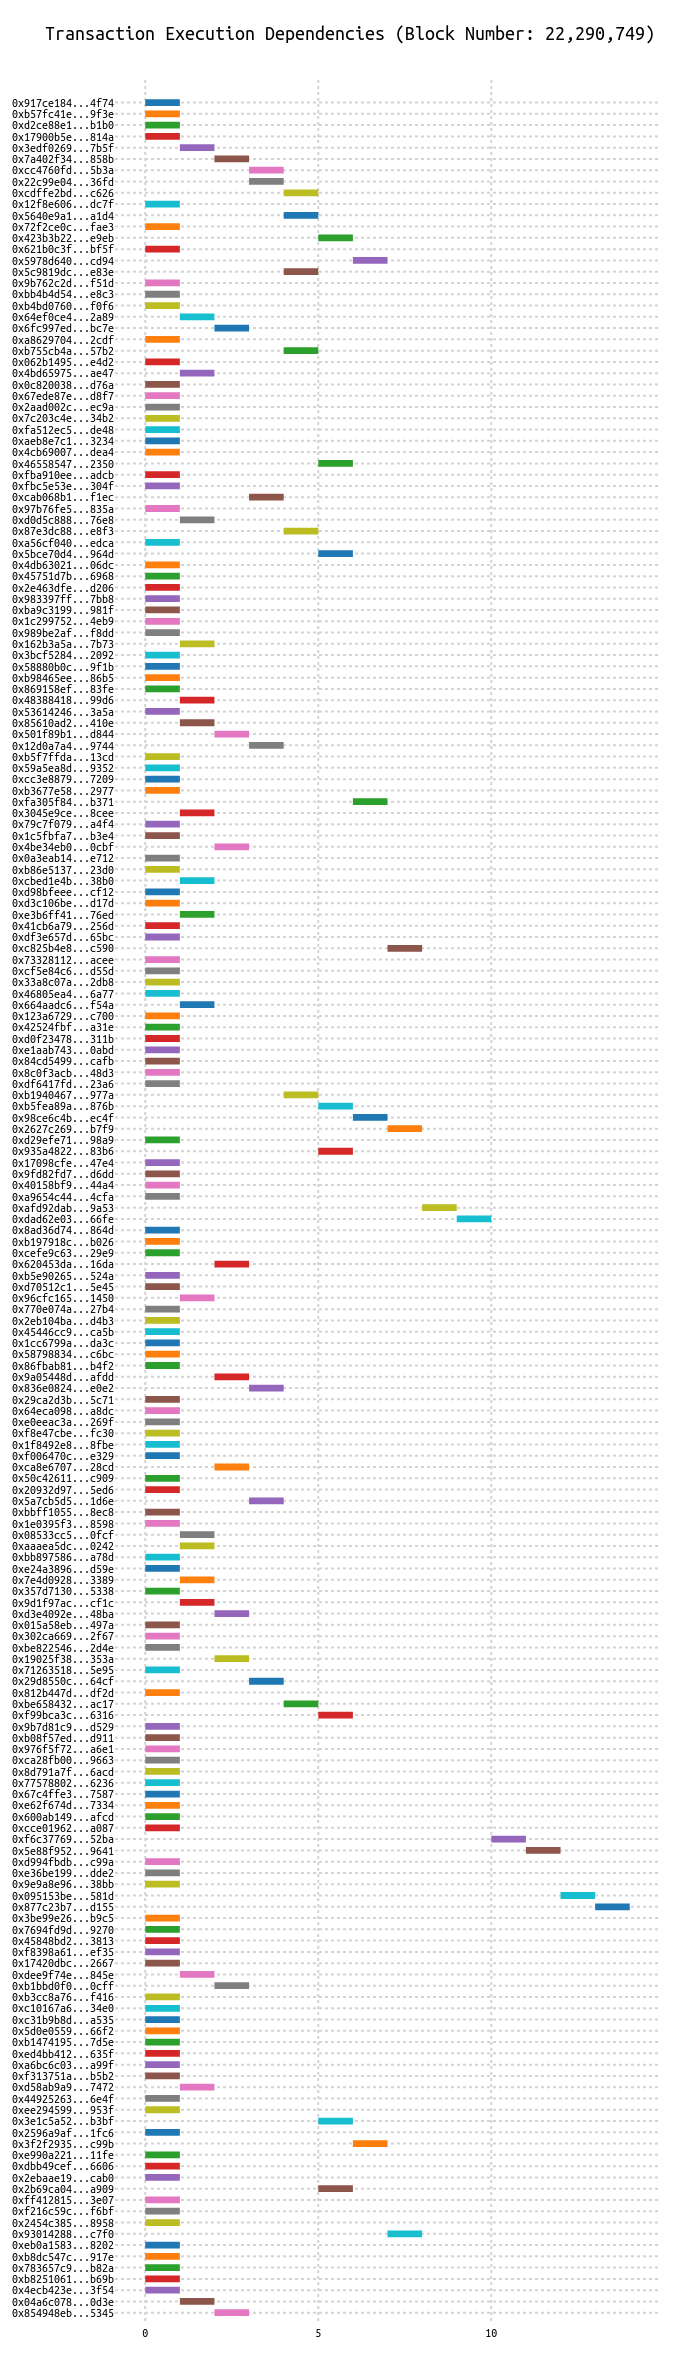 Transaction Execution Dependencies (Block Number: 22,290,749)
0x917ce184...4f74
0xb57fc41e...9f3e
0xd2ce88e1...b1b0
0x17900b5e...814a
0x3edf0269...7b5f
0x7a402f34...858b
0xcc4760fd...5b3a
0x22c99e04...36fd
0xcdffe2bd...c626
0x12f8e606...dc7f
0x5640e9a1...a1d4
0x72f2ce0c...fae3
0x423b3b22...e9eb
0x621b0c3f...bf5f
0x5978d640...cd94
0x5c9819dc...e83e
0x9b762c2d...f51d
0xbb4b4d54...e8c3
0xb4bd0760...f0f6
0x64ef0ce4...2a89
0x6fc997ed...bc7e
0xa8629704...2cdf
0xb755cb4a...57b2
0x062b1495...e4d2
0x4bd65975...ae47
0x0c820038...d76a
0x67ede87e...d8f7
0x2aad002c...ec9a
0x7c203c4e...34b2
0xfa512ec5...de48
0xaeb8e7c1...3234
0x4cb69007...dea4
0x46558547...2350
0xfba910ee...adcb
0xfbc5e53e...304f
0xcab068b1...f1ec
0x97b76fe5...835a
0xd0d5c888...76e8
0x87e3dc88...e8f3
0xa56cf040...edca
0x5bce70d4...964d
0x4db63021...06dc
0x45751d7b...6968
0x2e463dfe...d206
0x983397ff...7bb8
0xba9c3199...981f
0x1c299752...4eb9
0x989be2af...f8dd
0x162b3a5a...7b73
0x3bcf5284...2092
0x58880b0c...9f1b
0xb98465ee...86b5
0x869158ef...83fe
0x48388418...99d6
0x53614246...3a5a
0x85610ad2...410e
0x501f89b1...d844
0x12d0a7a4...9744
0xb5f7ffda...13cd
0x59a5ea8d...9352
0xcc3e8879...7209
0xb3677e58...2977
0xfa305f84...b371
0x3045e9ce...8cee
0x79c7f079...a4f4
0x1c5fbfa7...b3e4
0x4be34eb0...0cbf
0x0a3eab14...e712
0xb86e5137...23d0
0xcbed1e4b...38b0
0xd98bfeee...cf12
0xd3c106be...d17d
0xe3b6ff41...76ed
0x41cb6a79...256d
0xdf3e657d...65bc
0xc825b4e8...c590
0x73328112...acee
0xcf5e84c6...d55d
0x33a8c07a...2db8
0x46805ea4...6a77
0x664aadc6...f54a
0x123a6729...c700
0x42524fbf...a31e
0xd0f23478...311b
0xe1aab743...0abd
0x84cd5499...cafb
0x8c0f3acb...48d3
0xdf6417fd...23a6
0xb1940467...977a
0xb5fea89a...876b
0x98ce6c4b...ec4f
0x2627c269...b7f9
0xd29efe71...98a9
0x935a4822...83b6
0x17098cfe...47e4
0x9fd82fd7...d6dd
0x40158bf9...44a4
0xa9654c44...4cfa
0xafd92dab...9a53
0xdad62e03...66fe
0x8ad36d74...864d
0xb197918c...b026
0xcefe9c63...29e9
0x620453da...16da
0xb5e90265...524a
0xd70512c1...5e45
0x96cfc165...1450
0x770e074a...27b4
0x2eb104ba...d4b3
0x45446cc9...ca5b
0x1cc6799a...da3c
0x58798834...c6bc
0x86fbab81...b4f2
0x9a05448d...afdd
0x836e0824...e0e2
0x29ca2d3b...5c71
0x64eca098...a8dc
0xe0eeac3a...269f
0xf8e47cbe...fc30
0x1f8492e8...8fbe
0xf006470c...e329
0xca8e6707...28cd
0x50c42611...c909
0x20932d97...5ed6
0x5a7cb5d5...1d6e
0xbbff1055...8ec8
0x1e0395f3...8598
0x08533cc5...0fcf
0xaaaea5dc...0242
0xbb897586...a78d
0xe24a3896...d59e
0x7e4d0928...3389
0x357d7130...5338
0x9d1f97ac...cf1c
0xd3e4092e...48ba
0x015a58eb...497a
0x302ca669...2f67
0xbe822546...2d4e
0x19025f38...353a
0x71263518...5e95
0x29d8550c...64cf
0x812b447d...df2d
0xbe658432...ac17
0xf99bca3c...6316
0x9b7d81c9...d529
0xb08f57ed...d911
0x976f5f72...a6e1
0xca28fb00...9663
0x8d791a7f...6acd
0x77578802...6236
0x67c4ffe3...7587
0xe62f674d...7334
0x600ab149...afcd
0xcce01962...a087
0xf6c37769...52ba
0x5e88f952...9641
0xd994fbdb...c99a
0xe36be199...dde2
0x9e9a8e96...38bb
0x095153be...581d
0x877c23b7...d155
0x3be99e26...b9c5
0x7694fd9d...9270
0x45848bd2...3813
0xf8398a61...ef35
0x17420dbc...2667
0xdee9f74e...845e
0xb1bbd0f0...0cff
0xb3cc8a76...f416
0xc10167a6...34e0
0xc31b9b8d...a535
0x5d0e0559...66f2
0xb1474195...7d5e
0xed4bb412...635f
0xa6bc6c03...a99f
0xf313751a...b5b2
0xd58ab9a9...7472
0x44925263...6e4f
0xee294599...953f
0x3e1c5a52...b3bf
0x2596a9af...1fc6
0x3f2f2935...c99b
0xe990a221...11fe
0xdbb49cef...6606
0x2ebaae19...cab0
0x2b69ca04...a909
0xff412815...3e07
0xf216c59c...f6bf
0x2454c385...8958
0x93014288...c7f0
0xeb0a1583...8202
0xb8dc547c...917e
0x783657c9...b82a
0xb8251061...b69b
0x4ecb423e...3f54
0x04a6c078...0d3e
0x854948eb...5345
0 5 10